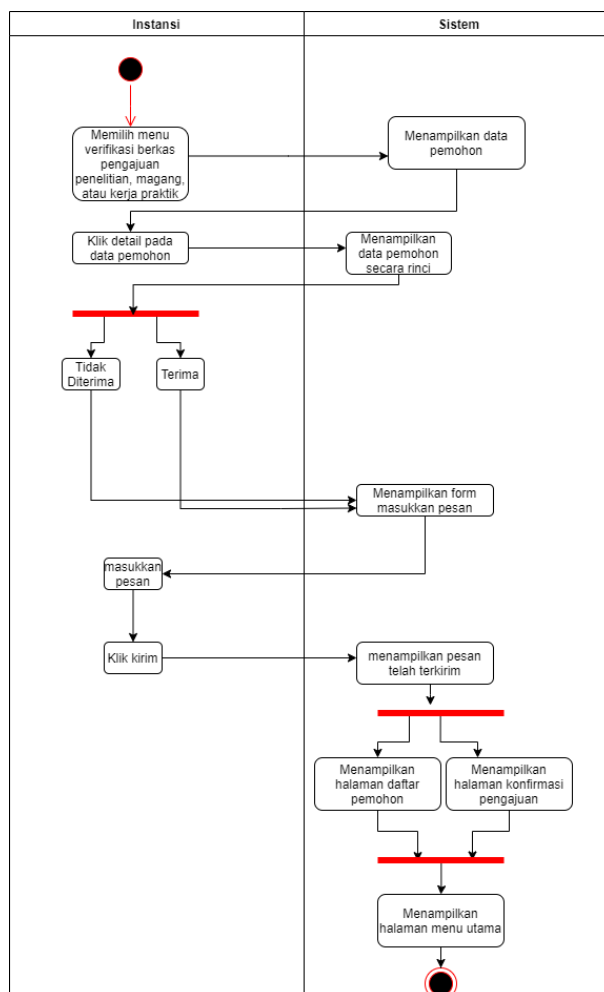 Instansi
Sistem
Memilih menu
verifikasi berkas
pengajuan
penelitian, magang,
atau kerja praktik
Menampilkan data
pemohon
Klik detail pada
data pemohon
Menampilkan
data pemohon
secara rinci
Tidak
Diterima
Terima
Menampilkan form
masukkan pesan
masukkan
pesan
Klik kirim
menampilkan pesan
telah terkirim
Menampilkan
halaman daftar
pemohon
Menampilkan
halaman konfirmasi
pengajuan
Menampilkan
halaman menu utama